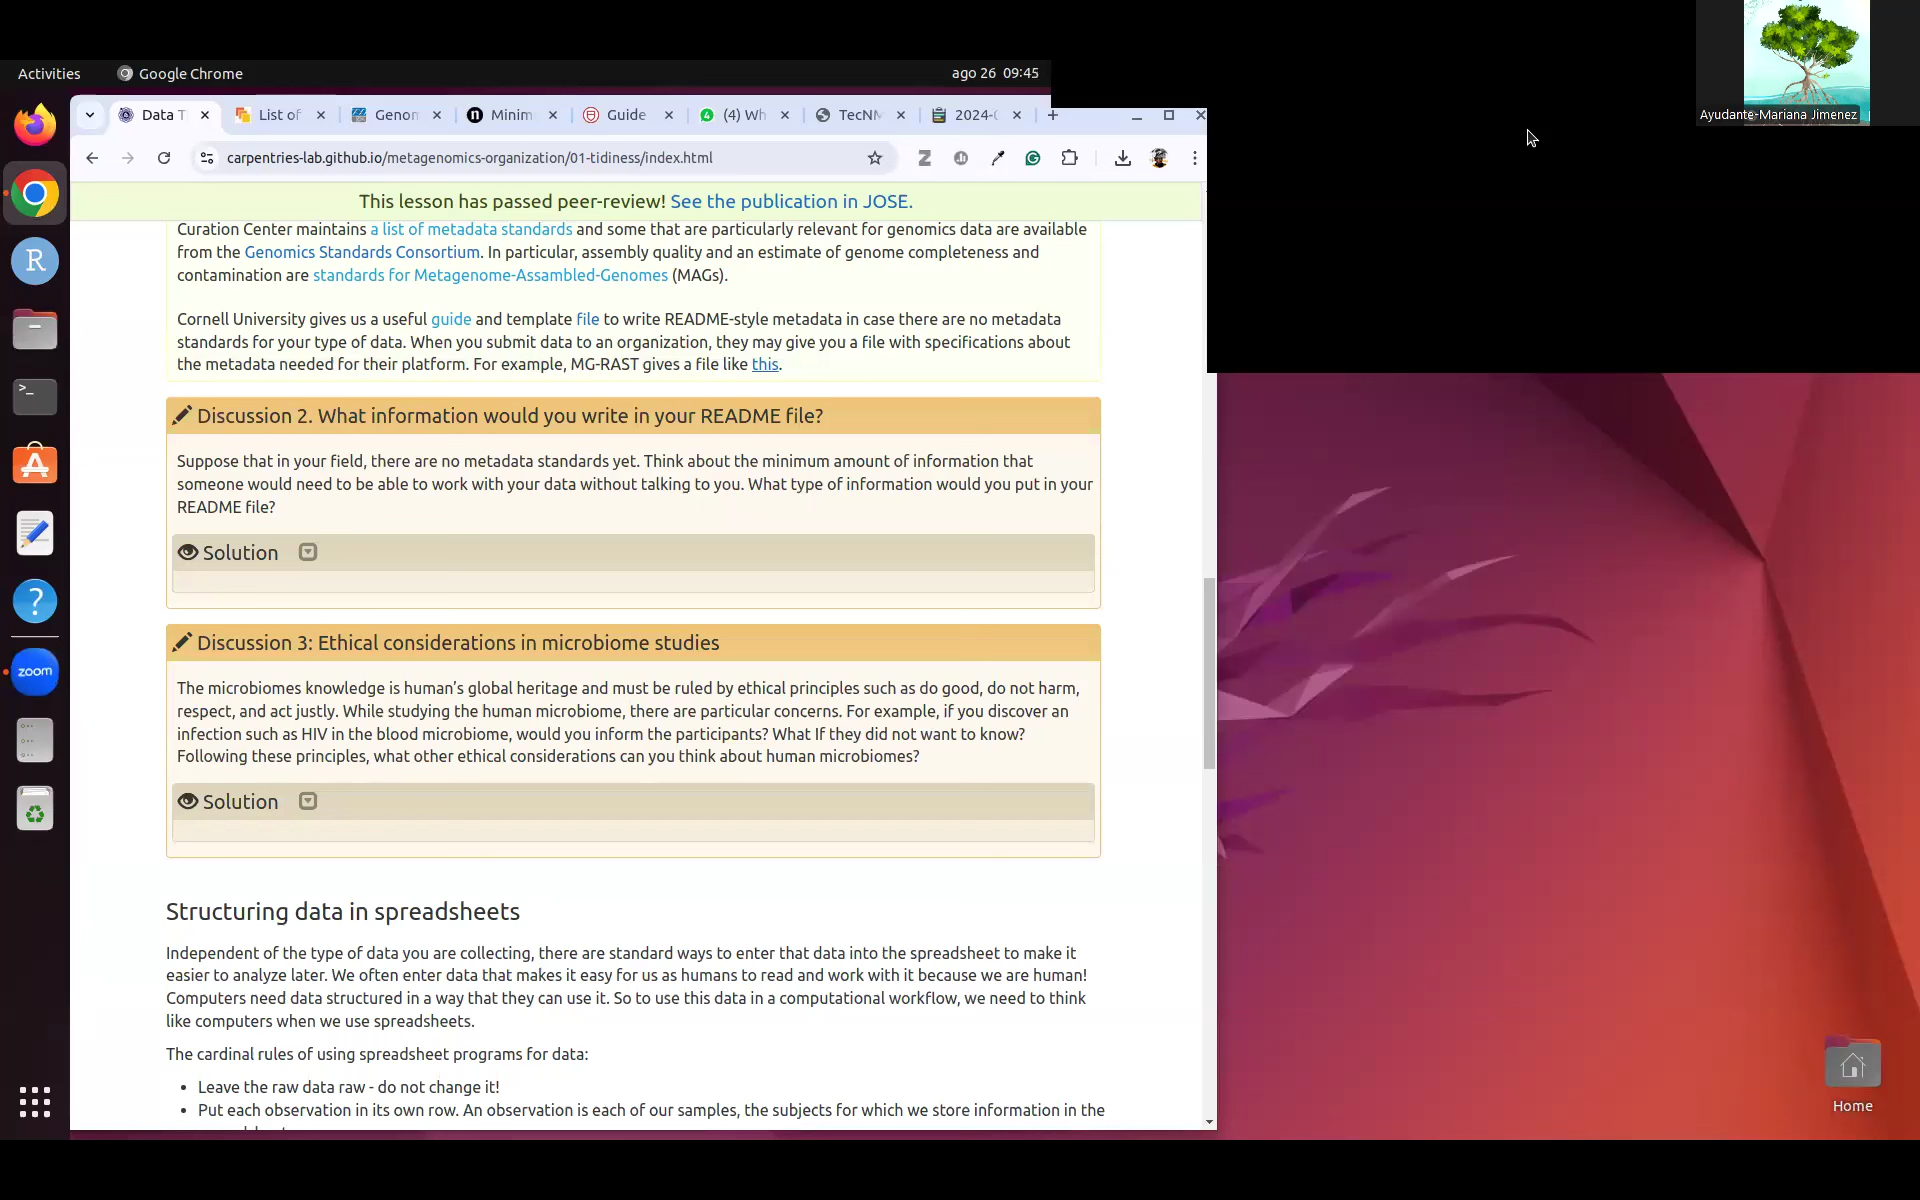 Ayudante-Mariana Jimenez
Activities
Google Chrome
ago 26 09:45
Data T
List of
Genom
Minim
Guide
(4) Wh
TecNM
2024-0
carpentries-lab.github.io/metagenomics-organization/01-tidiness/index.html
This lesson has passed peer-review! See the publication in JOSE.
Curation Center maintains a list of metadata standards and some that are particularly relevant for genomics data are available
from the Genomics Standards Consortium. In particular, assembly quality and an estimate of genome completeness and
contamination are standards for Metagenome-Assembled-Genomes (MAGs).
Cornell University gives us a useful guide and template file to write README-style metadata in case there are no metadata
standards for your type of data. When you submit data to an organization, they may give you a file with specifications about
the metadata needed for their platform. For example, MG-RAST gives a file like this.
Discussion 2. What information would you write in your README file?
Suppose that in your field, there are no metadata standards yet. Think about the minimum amount of information that
someone would need to be able to work with your data without talking to you. What type of information would you put in your
README file?
Solution
Discussion 3: Ethical considerations in microbiome studies
The microbiomes knowledge is human’s global heritage and must be ruled by ethical principles such as do good, do not harm,
respect, and act justly. While studying the human microbiome, there are particular concerns. For example, if you discover an
infection such as HIV in the blood microbiome, would you inform the participants? What If they did not want to know?
Following these principles, what other ethical considerations can you think about human microbiomes?
Solution
Structuring data in spreadsheets
Independent of the type of data you are collecting, there are standard ways to enter that data into the spreadsheet to make it
easier to analyze later. We often enter data that makes it easy for us as humans to read and work with it because we are human!
Computers need data structured in a way that they can use it. So to use this data in a computational workflow, we need to think
like computers when we use spreadsheets.
The cardinal rules of using spreadsheet programs for data:
• Leave the raw data raw - do not change it!
• Put each observation in its own row. An observation is each of our samples, the subjects for which we store information in the
zoom
Home